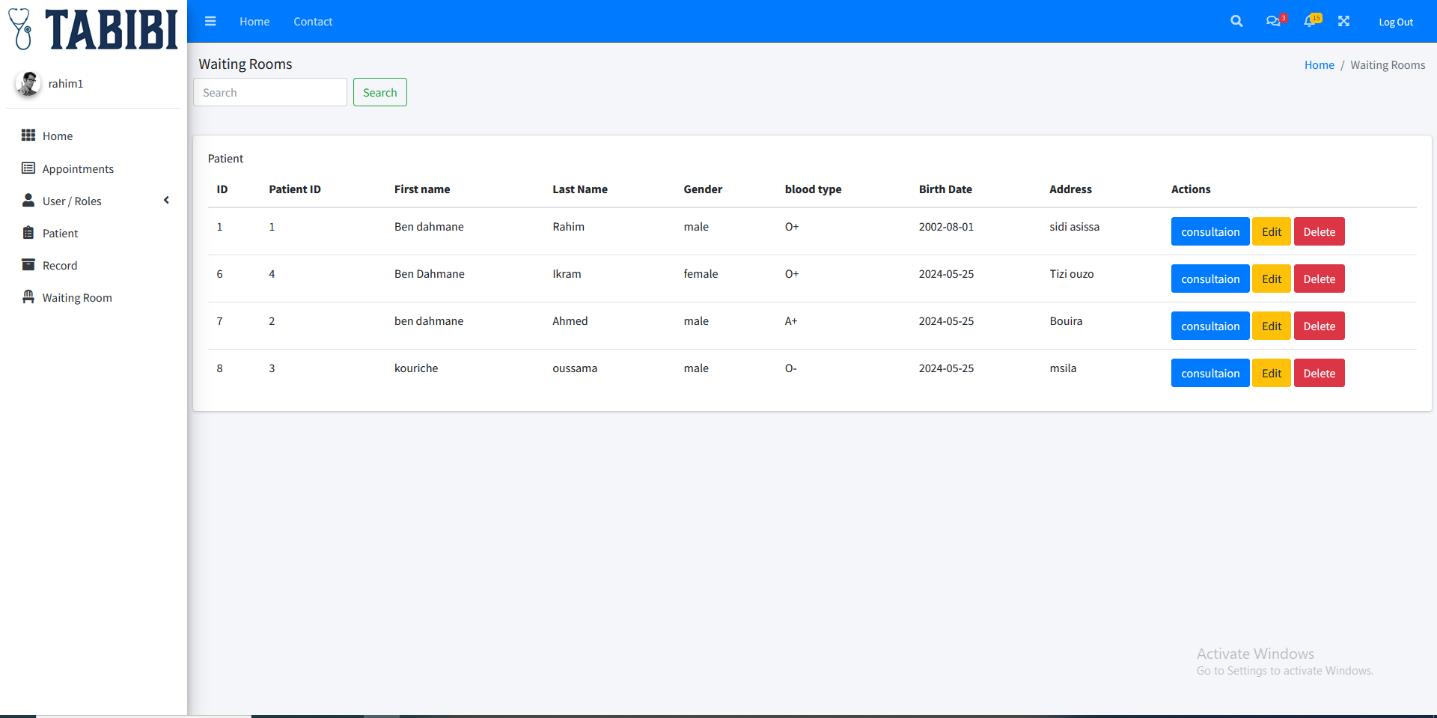 TABIBI
Home Contact 3 15 Log Out
Waiting Rooms
Home / Waiting Rooms
rahim1
Search Search
Home
Appointments
User / Roles
Patient
Record
Waiting Room
Patient
ID Patient ID First name Last Name Gender blood type Birth Date Address Actions
1 1 Ben dahmane Rahim male O+ 2002-08-01 sidi asissa consultaion Edit Delete
6 4 Ben Dahmane Ikram female O+ 2024-05-25 Tizi ouzo consultaion Edit Delete
7 2 ben dahmane Ahmed male A+ 2024-05-25 Bouira consultaion Edit Delete
8 3 kouriche oussama male O- 2024-05-25 msila consultaion Edit Delete
Activate Windows
Go to Settings to activate Windows.